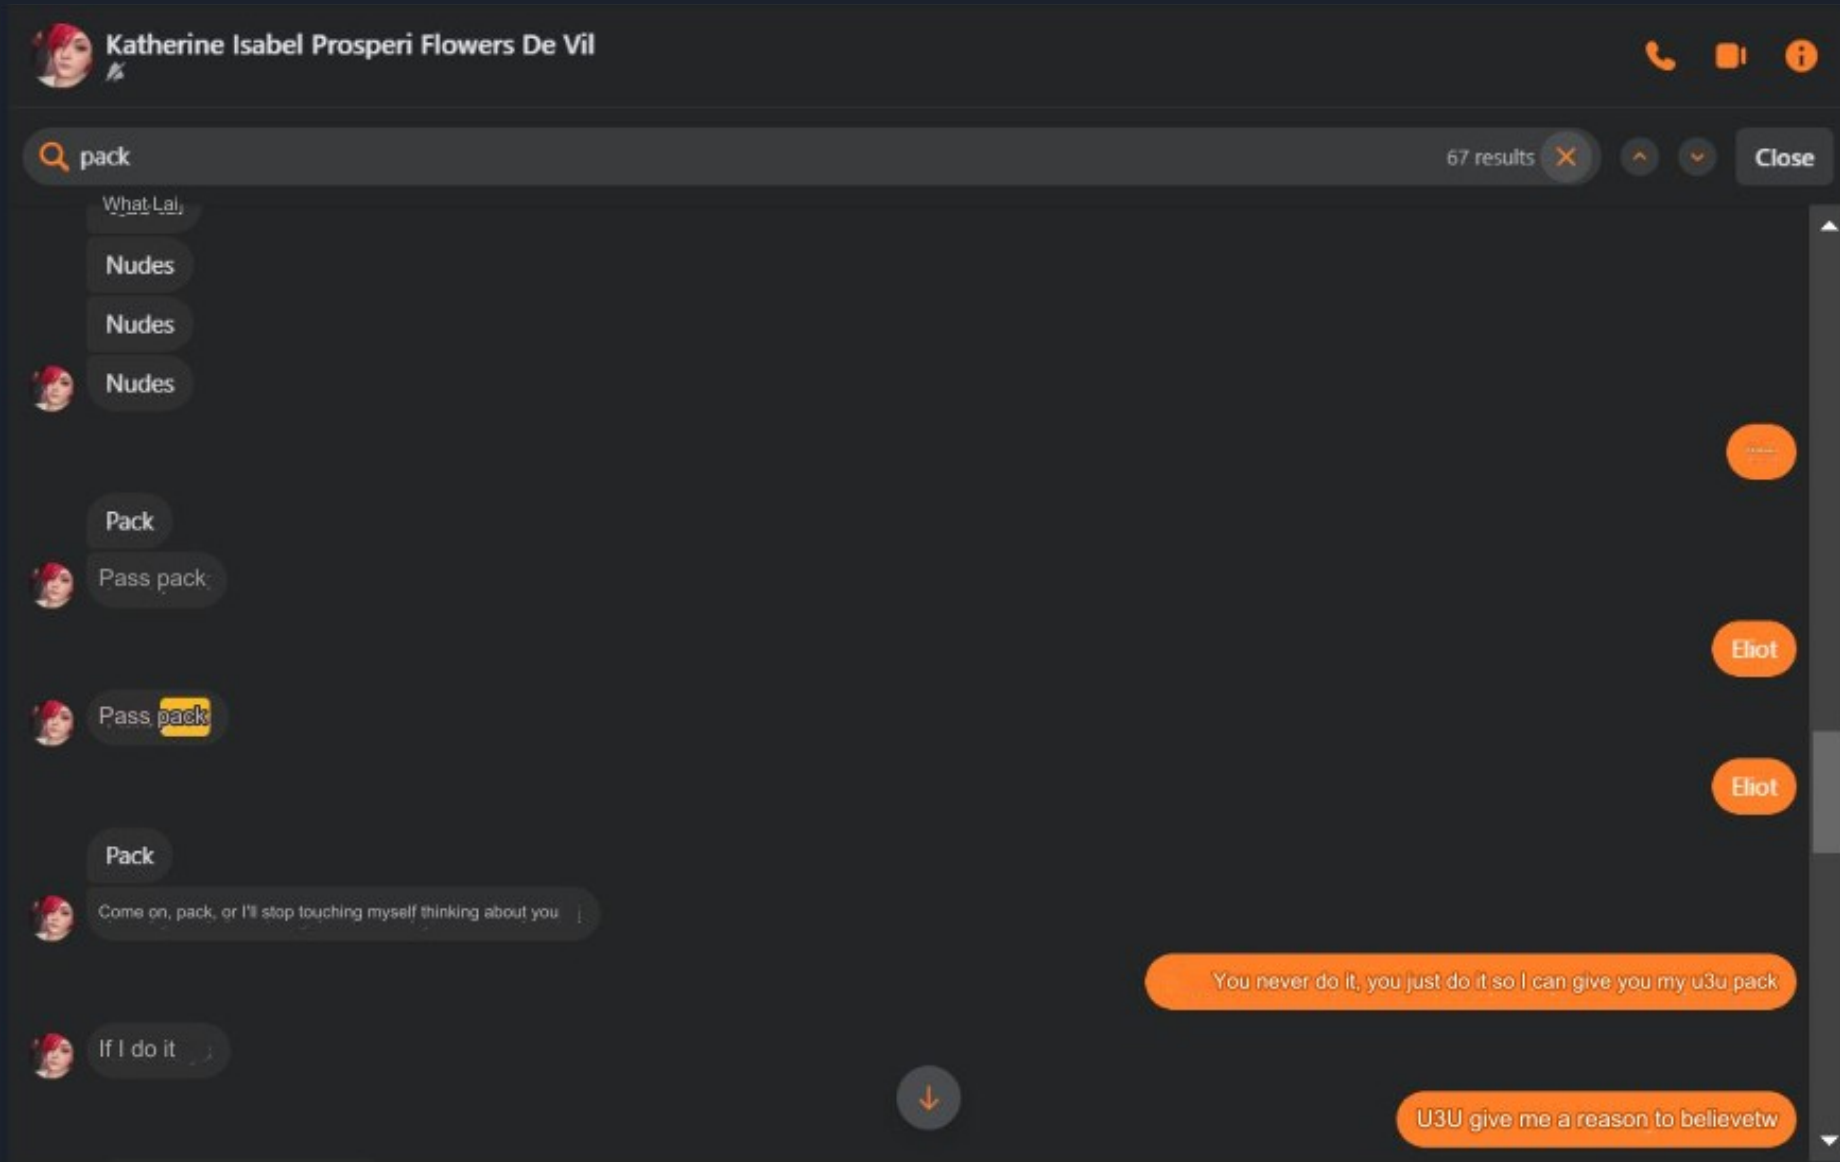 Katherine Isabel Prosperi Flowers De Vil
pack
67 results
Close
What Lai
Nudes
Nudes
Nudes
Pack
Pass pack
Eliot
Pass pack
Eliot
Pack
Come on, pack, or I'll stop touching myself thinking about you
You never do it, you just do it so I can give you my u3u pack
If I do it
U3U give me a reason to believetw